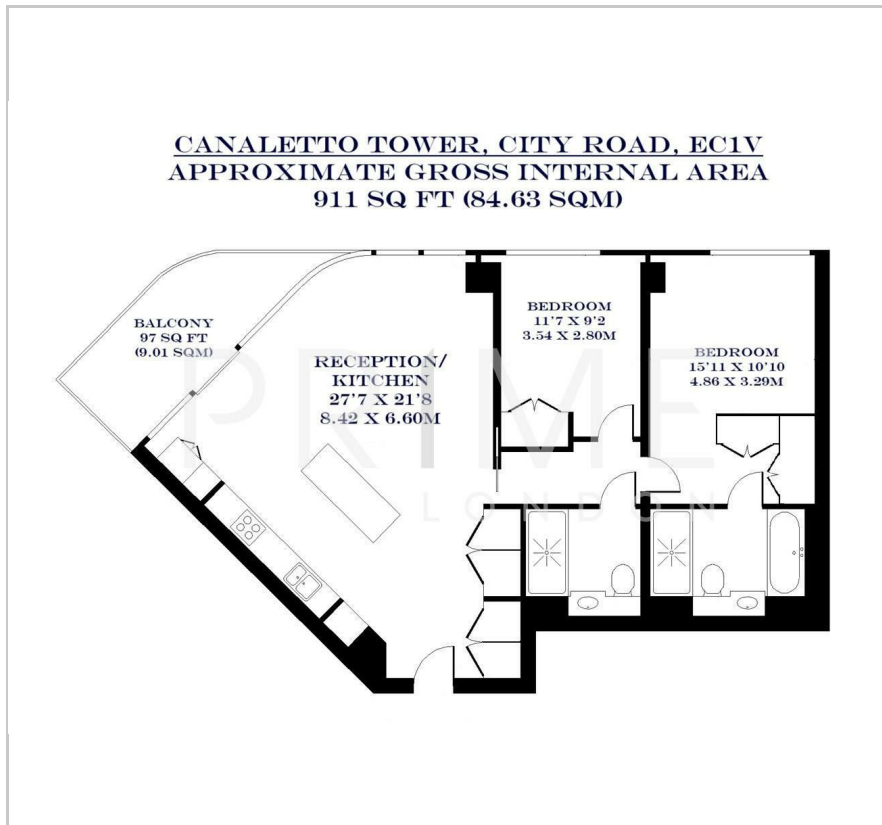 CANALETTO TOWER, CITY ROAD, EC1V
APPROXIMATE GROSS INTERNAL AREA
911 SQ FT (84.63 SQM)
BALCONY
97 SQ FT
(9.01 SQM)
RECEPTION/
KITCHEN
27'7 X 21'8
8.42 X 6.60M
BEDROOM
11'7 X 9'2
3.54 X 2.80M
BEDROOM
15'11 X 10'10
4.86 X 3.29M
PRIME
LONDON